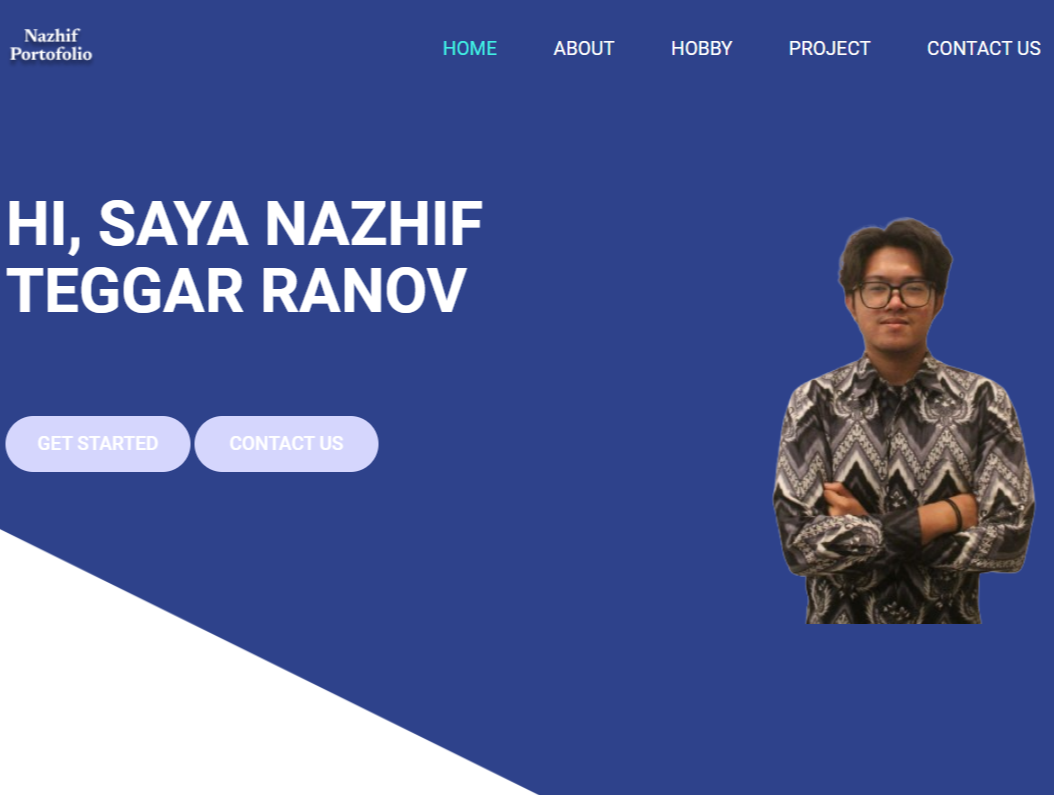 Nazhif
Portofolio
HOME ABOUT HOBBY PROJECT CONTACT US
HI, SAYA NAZHIF
TEGGAR RANOV
GET STARTED CONTACT US